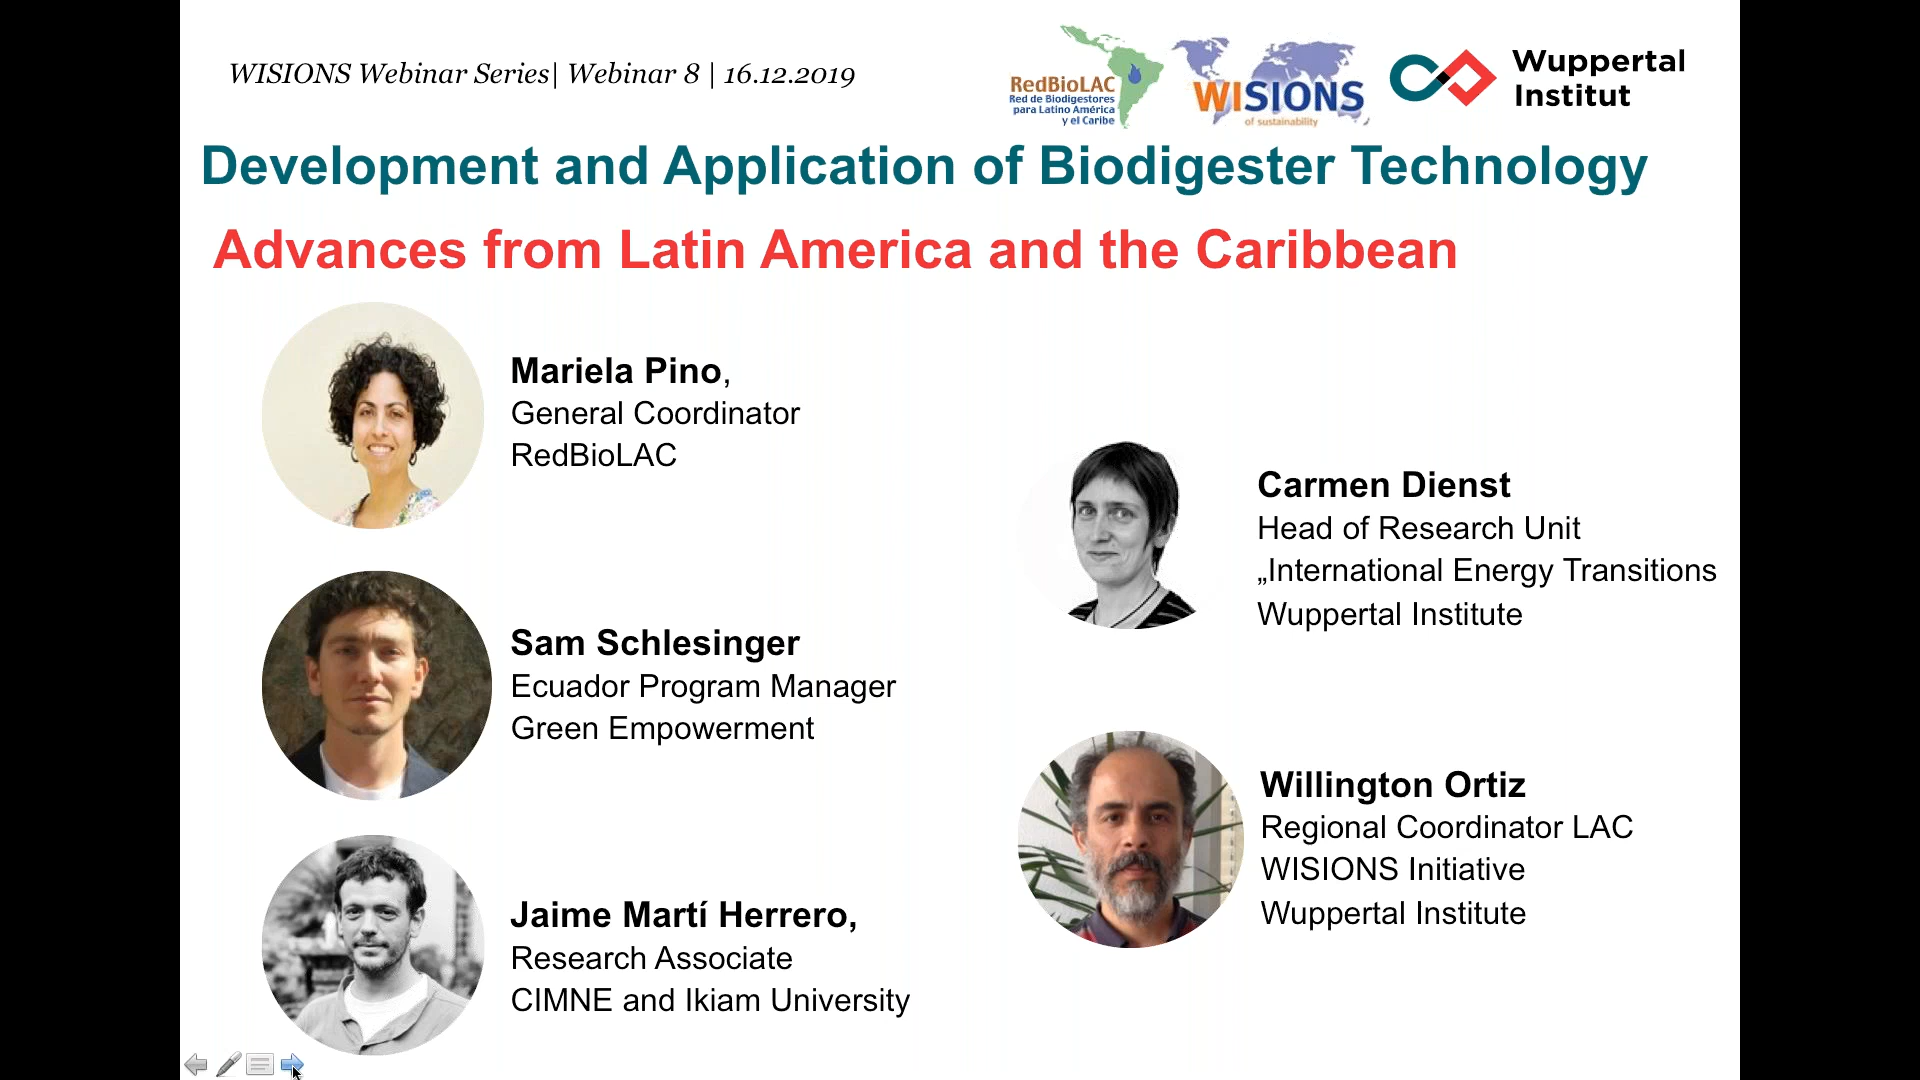 WISIONS Webinar Series| Webinar 8 | 16.12.2019
RedBioLAC
Red de Biodigestores
para Latino América
y el Caribe
WISIONS
of sustainability
Wuppertal
Institut
Development and Application of Biodigester Technology
Advances from Latin America and the Caribbean
Mariela Pino,
General Coordinator
RedBioLAC
Sam Schlesinger
Ecuador Program Manager
Green Empowerment
Jaime Martí Herrero,
Research Associate
CIMNE and Ikiam University
Carmen Dienst
Head of Research Unit
„International Energy Transitions
Wuppertal Institute
Willington Ortiz
Regional Coordinator LAC
WISIONS Initiative
Wuppertal Institute